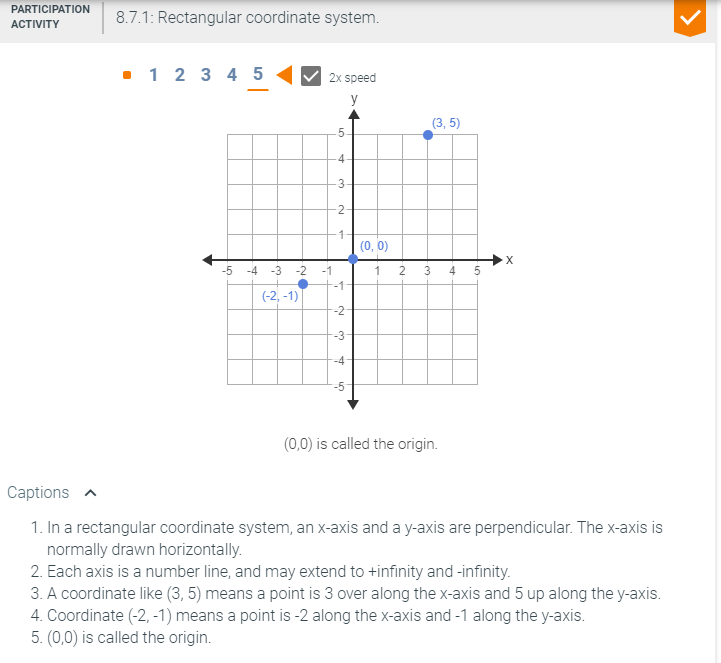 PARTICIPATION
ACTIVITY
8.7.1: Rectangular coordinate system.
1 2 3 4 5 2x speed
y
(3, 5)
5
4
3
2
1
(0, 0)
x
-5 -4 -3 -2 -1 1 2 3 4 5
-1
(-2, -1)
-2
-3
-4
-5
(0,0) is called the origin.
Captions
1. In a rectangular coordinate system, an x-axis and a y-axis are perpendicular. The x-axis is
normally drawn horizontally.
2. Each axis is a number line, and may extend to +infinity and -infinity.
3. A coordinate like (3, 5) means a point is 3 over along the x-axis and 5 up along the y-axis.
4. Coordinate (-2, -1) means a point is -2 along the x-axis and -1 along the y-axis.
5. (0,0) is called the origin.